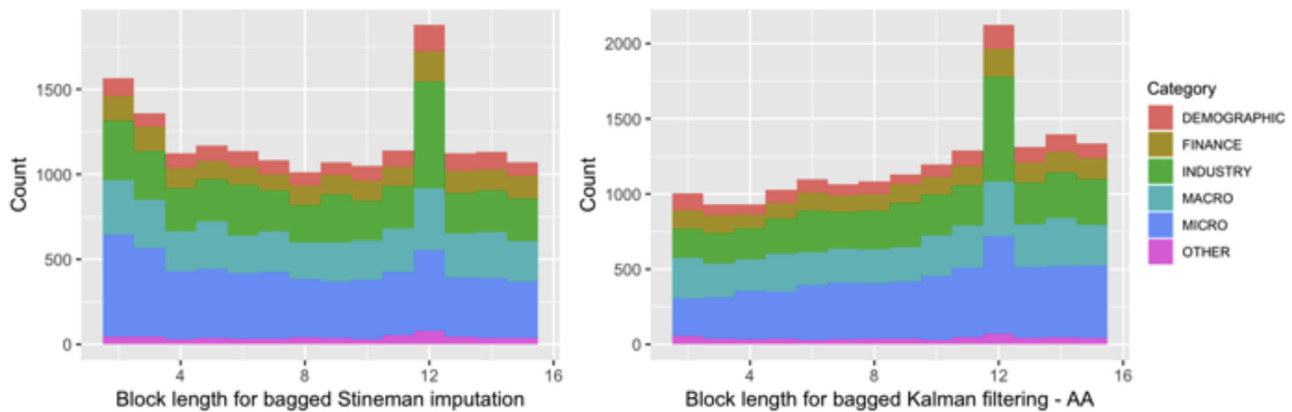 1500
1000
500
0
Count
4
8
12
16
Block length for bagged Stineman imputation
2000
1500
1000
500
0
Count
4
8
12
16
Block length for bagged Kalman filtering - AA
Category
DEMOGRAPHIC
FINANCE
INDUSTRY
MACRO
MICRO
OTHER